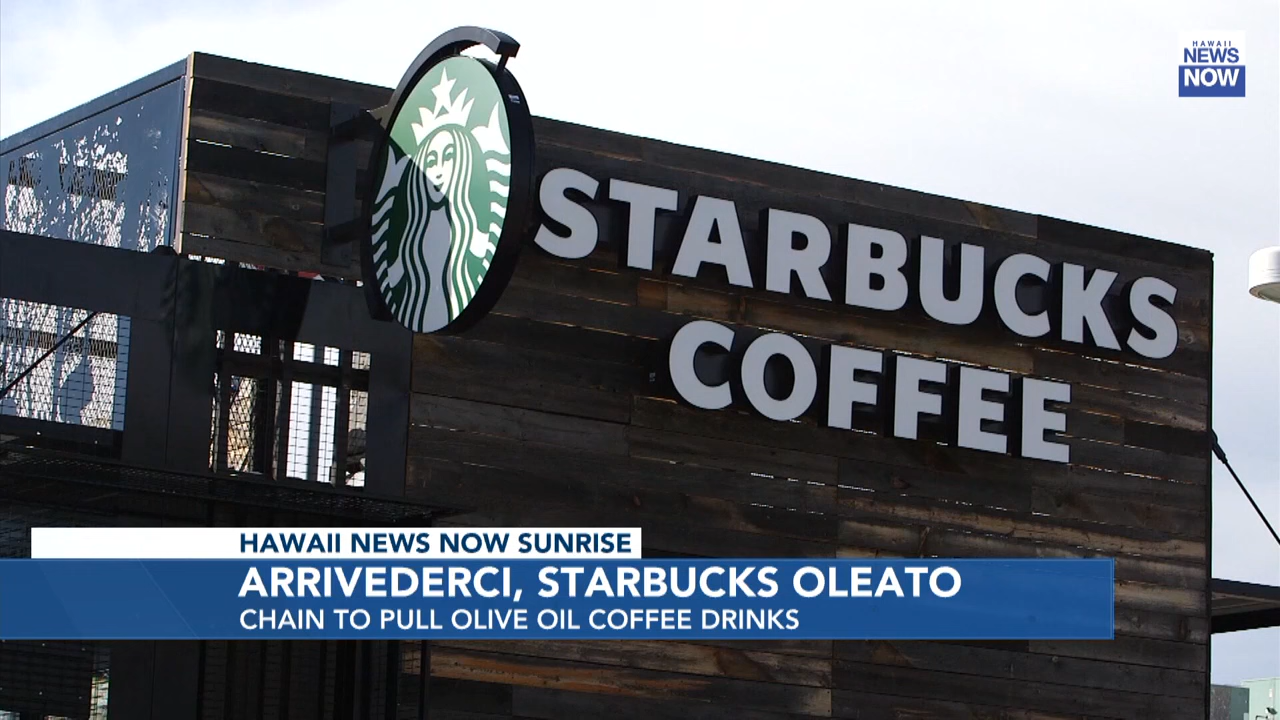 HAWAII
NEWS
NOW
STARBUCKS
COFFEE
HAWAII NEWS NOW SUNRISE
ARRIVEDERCI, STARBUCKS OLEATO
CHAIN TO PULL OLIVE OIL COFFEE DRINKS